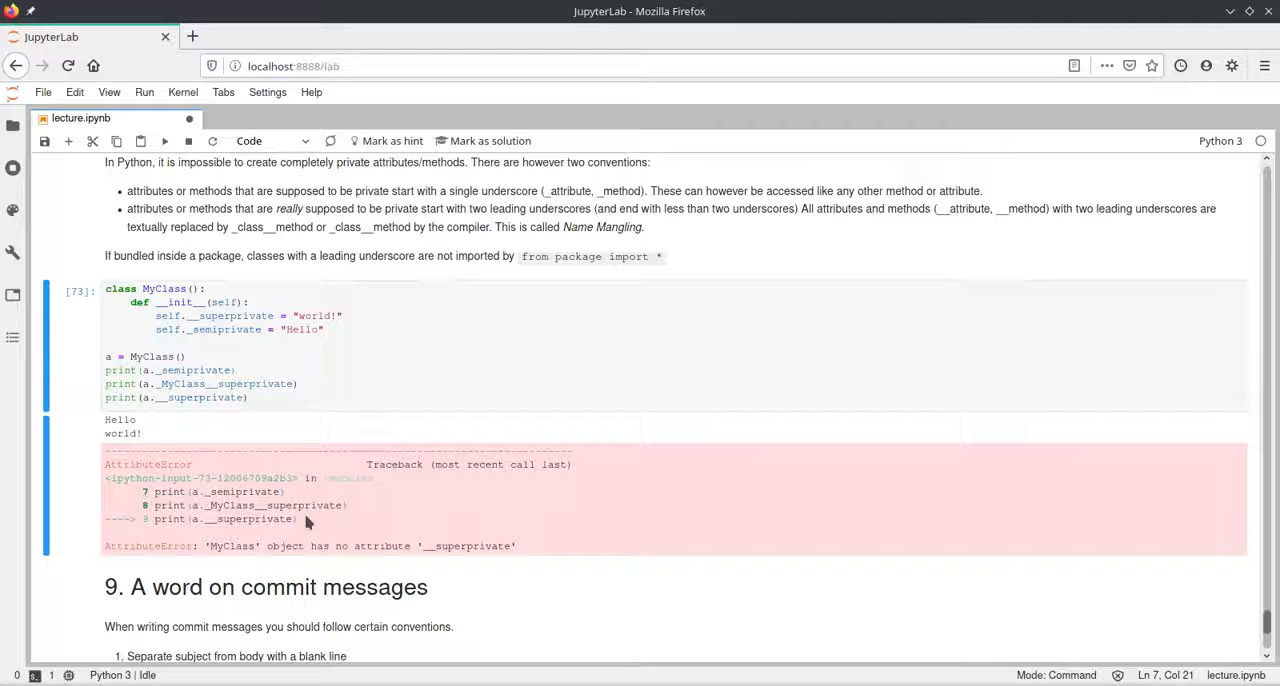 JupyterLab - Mozilla Firefox
JupyterLab
localhost:8888/lab
File Edit View Run Kernel Tabs Settings Help
lecture.ipynb
Code Mark as hint Mark as solution Python 3
In Python, it is impossible to create completely private attributes/methods. There are however two conventions:
• attributes or methods that are supposed to be private start with a single underscore (_attribute, _method). These can however be accessed like any other method or attribute.
• attributes or methods that are really supposed to be private start with two leading underscores (and end with less than two underscores) All attributes and methods (__attribute, __method) with two leading underscores are
textually replaced by _class__method or _class__method by the compiler. This is called Name Mangling.
If bundled inside a package, classes with a leading underscore are not imported by from package import *
[73]: class MyClass():
def __init__(self):
self.__superprivate = "world!"
self._semiprivate = "Hello"
a = MyClass()
print(a._semiprivate)
print(a._MyClass__superprivate)
print(a.__superprivate)
Hello
world!
---------------------------------------------------------------------------
AttributeError Traceback (most recent call last)
<ipython-input-73-12006709a2b3> in
7 print(a._semiprivate)
8 print(a._MyClass__superprivate)
----> 9 print(a.__superprivate)
AttributeError: 'MyClass' object has no attribute '__superprivate'
9. A word on commit messages
When writing commit messages you should follow certain conventions.
1. Separate subject from body with a blank line
0 1 Python 3 | Idle Mode: Command Ln 7, Col 21 lecture.ipynb